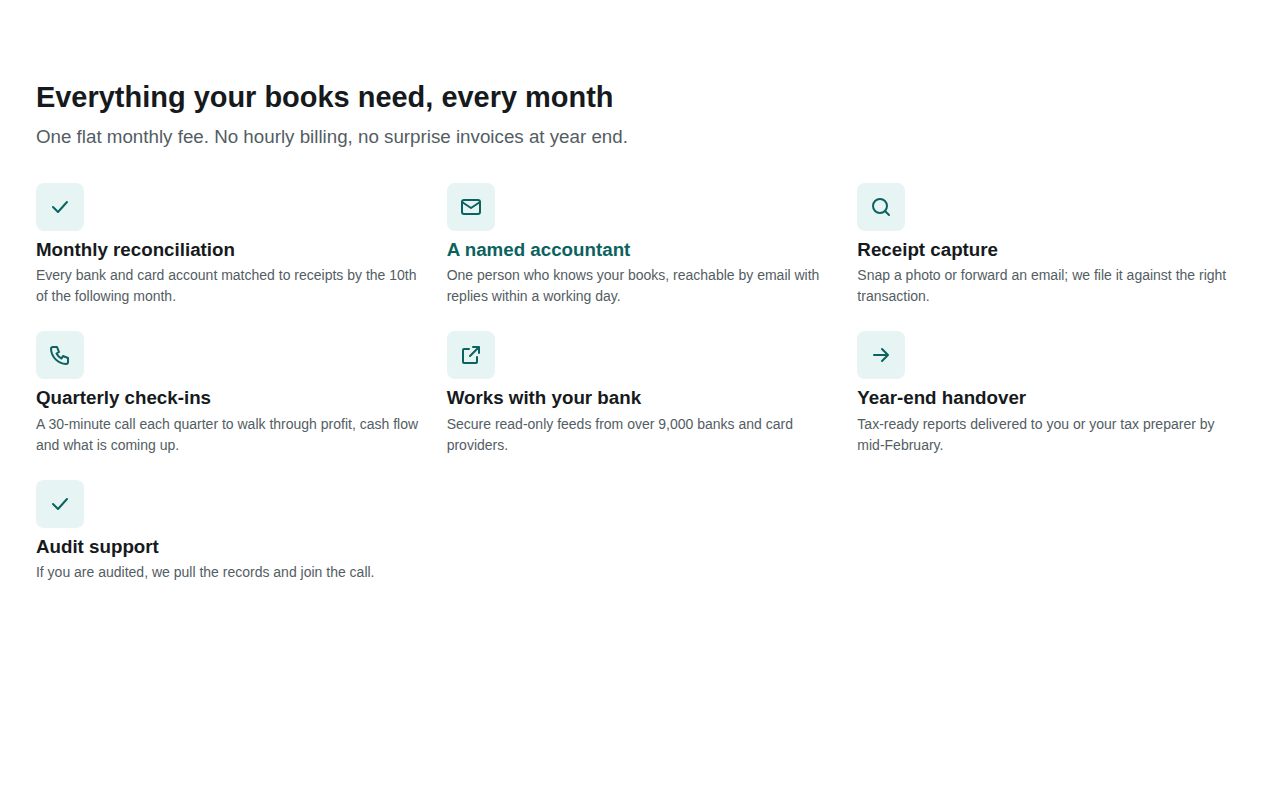 Everything your books need, every month
One flat monthly fee. No hourly billing, no surprise invoices at year end.
Monthly reconciliation
Every bank and card account matched to receipts by the 10th
of the following month.
A named accountant
One person who knows your books, reachable by email with
replies within a working day.
Receipt capture
Snap a photo or forward an email; we file it against the right
transaction.
Quarterly check-ins
A 30-minute call each quarter to walk through profit, cash flow
and what is coming up.
Works with your bank
Secure read-only feeds from over 9,000 banks and card
providers.
Year-end handover
Tax-ready reports delivered to you or your tax preparer by
mid-February.
Audit support
If you are audited, we pull the records and join the call.